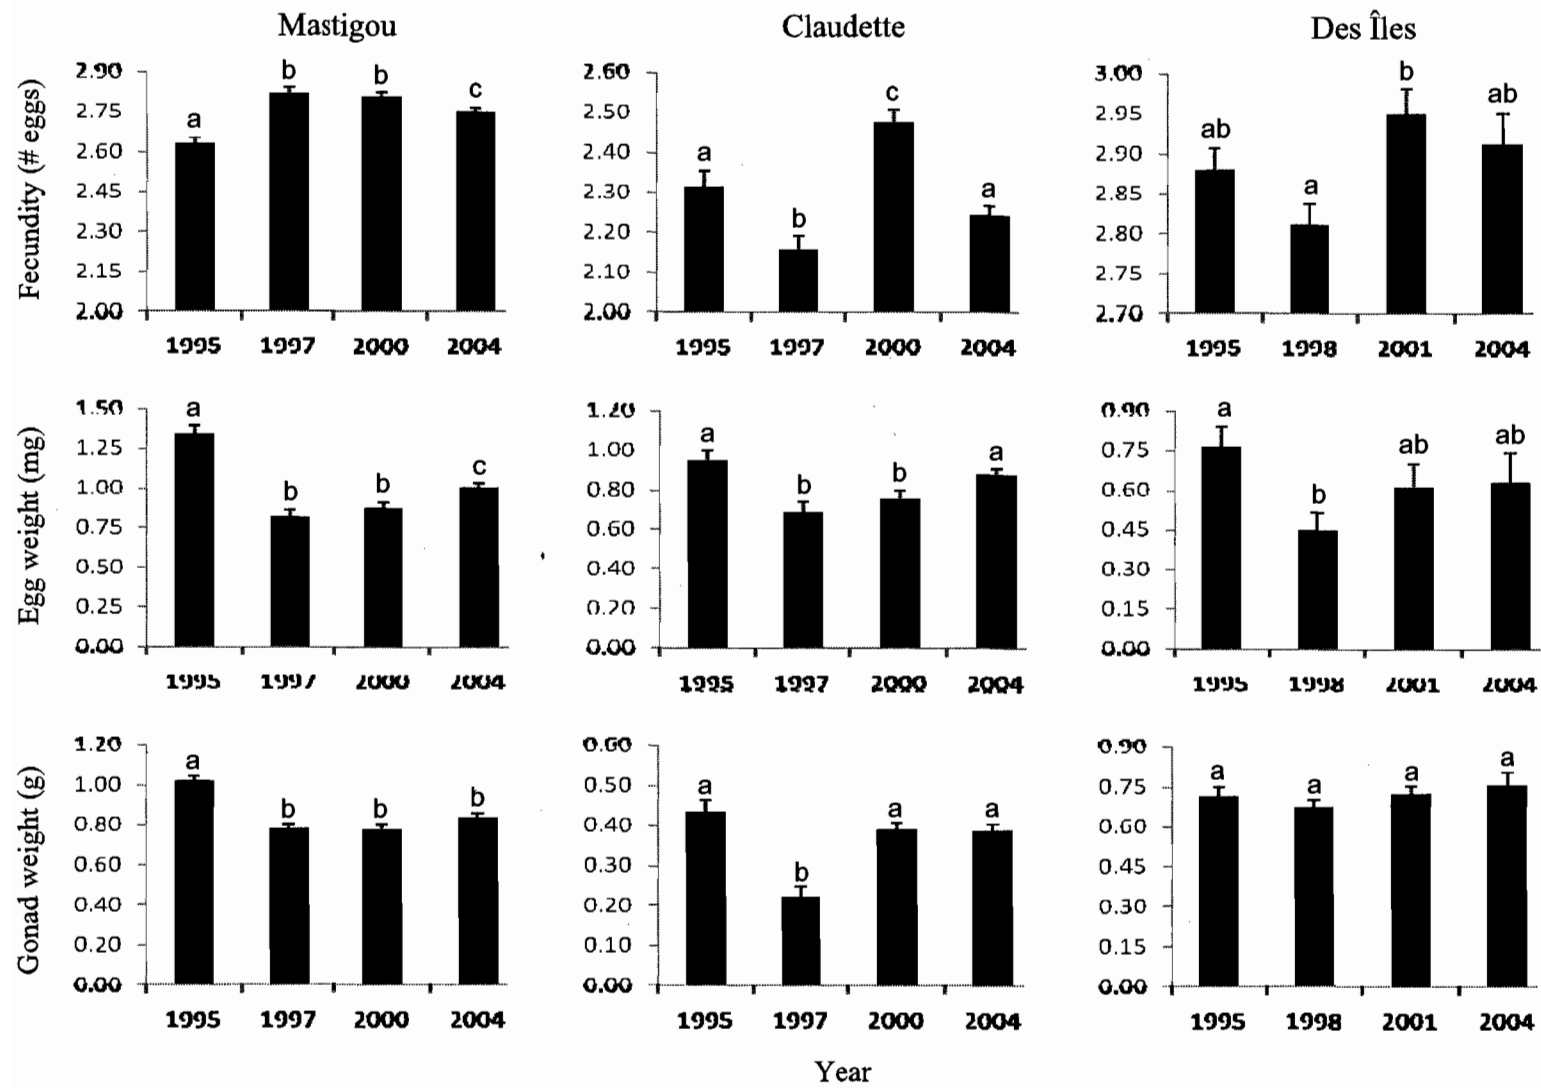 Mastigou
Claudette
Des Îles
Fecundity (# eggs)
2.90
2.75
2.60
2.45
2.30
2.15
2.00
a
b
b
c
1995 1997 2000 2004
2.60
2.50
2.40
2.30
2.20
2.10
2.00
a
b
c
a
1995 1997 2000 2004
3.00
2.95
2.90
2.85
2.80
2.75
2.70
ab
a
b
ab
1995 1998 2001 2004
Egg weight (mg)
1.50
1.25
1.00
0.75
0.50
0.25
0.00
a
b
b
c
1995 1997 2000 2004
1.20
1.00
0.80
0.60
0.40
0.20
0.00
a
b
b
a
1995 1997 2000 2004
0.90
0.75
0.60
0.45
0.30
0.15
0.00
a
b
ab
ab
1995 1998 2001 2004
Gonad weight (g)
1.20
1.00
0.80
0.60
0.40
0.20
0.00
a
b
b
b
1995 1997 2000 2004
0.60
0.50
0.40
0.30
0.20
0.10
0.00
a
b
a
a
1995 1997 2000 2004
0.90
0.75
0.60
0.45
0.30
0.15
0.00
a
a
a
a
1995 1998 2001 2004
Year